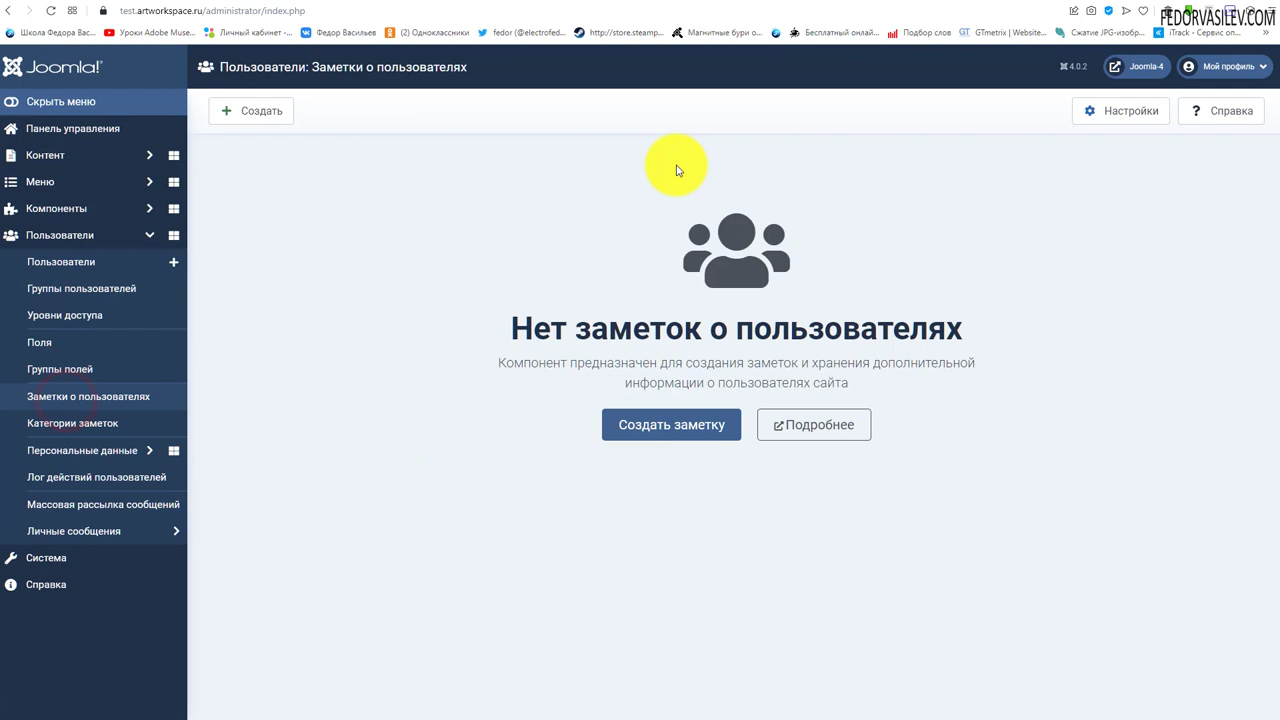 test.artworkspace.ru/administrator/index.php
FEDORVASILEV.COM
Школа Федора Вас...
Уроки Adobe Muse...
Личный кабинет -...
Федор Васильев
(2) Одноклассники
fedor (@electrofed...
http://store.steamp...
Магнитные бури о...
Бесплатный онлай...
Подбор слов
GTmetrix | Website...
Сжатие JPG-изобр...
iTrack - Сервис оп...
Joomla!
Пользователи: Заметки о пользователях
4.0.2
Joomla-4
Мой профиль
Скрыть меню
Создать
Настройки
Справка
Панель управления
Контент
Меню
Компоненты
Пользователи
Пользователи
Группы пользователей
Уровни доступа
Поля
Группы полей
Заметки о пользователях
Категории заметок
Персональные данные
Лог действий пользователей
Массовая рассылка сообщений
Личные сообщения
Система
Справка
Нет заметок о пользователях
Компонент предназначен для создания заметок и хранения дополнительной
информации о пользователях сайта
Создать заметку
Подробнее